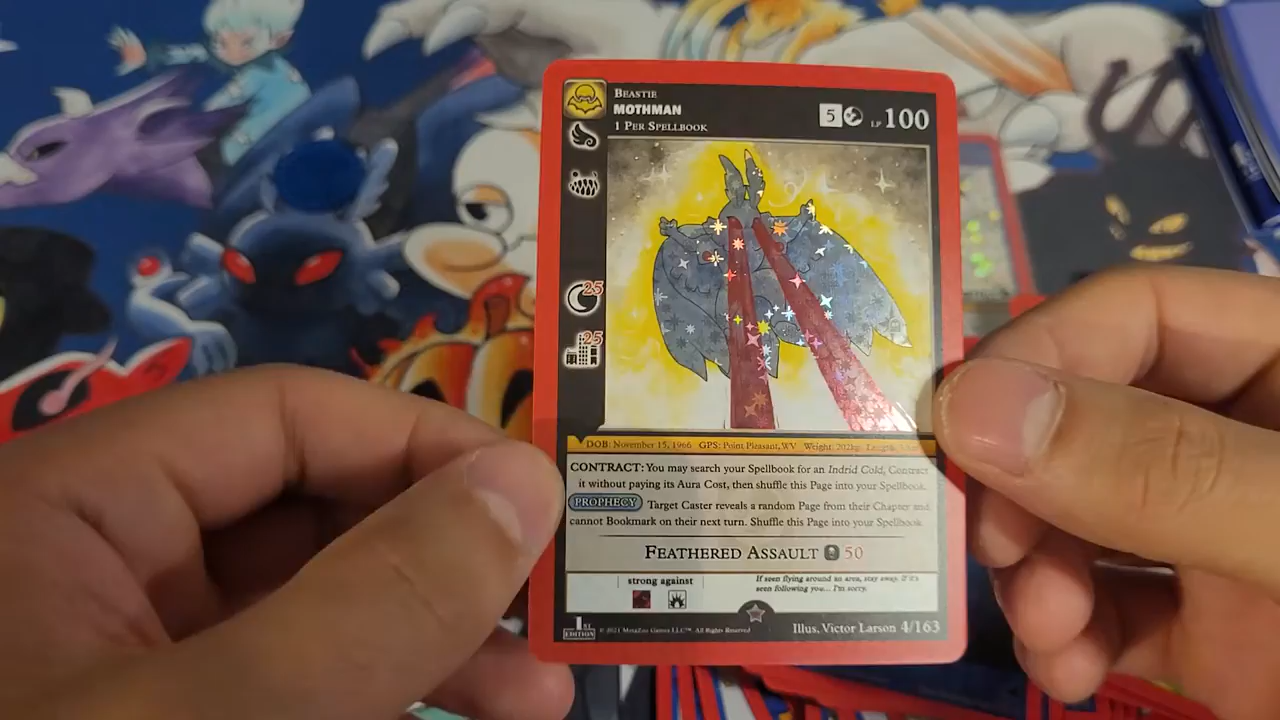 BEASTIE
MOTHMAN
1 PER SPELLBOOK
5
LP 100
25
25
DOB: November 15, 1966 GPS: Point Pleasant, WV Weight: 202kg
CONTRACT: You may search your Spellbook for an Indrid Cold, Contract
it without paying its Aura Cost, then shuffle this Page into your Spellbook.
PROPHECY Target Caster reveals a random Page from their Chapter and
cannot Bookmark on their next turn. Shuffle this Page into your Spellbook.
FEATHERED ASSAULT 50
strong against
If seen flying around an area, stay away. If it's
seen following you... I'm sorry.
1ST
EDITION
© 2021 MetaZoo Games LLC™. All Rights Reserved
Illus. Victor Larson 4/163